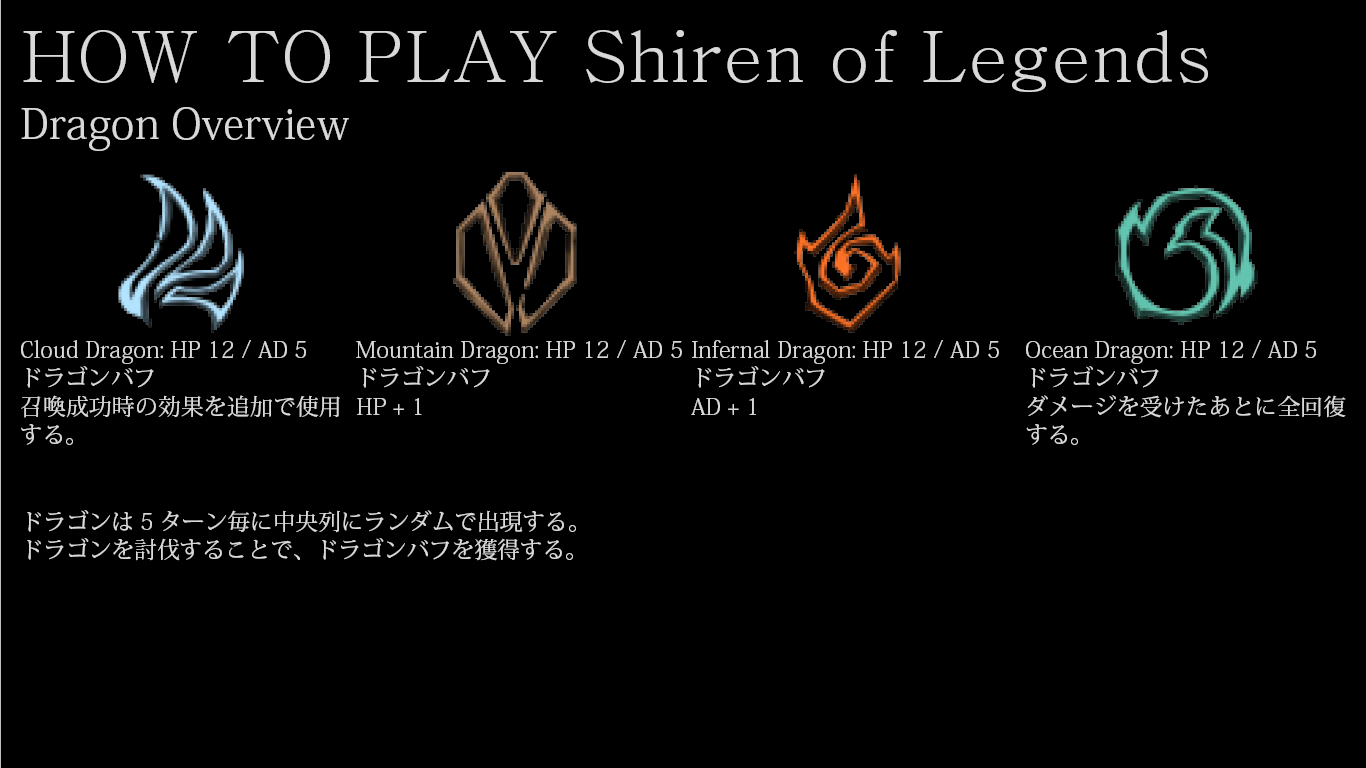 HOW TO PLAY Shiren of Legends
Dragon Overview
Cloud Dragon: HP 12 / AD 5
ドラゴンバフ
召喚成功時の効果を追加で使用
する。
Mountain Dragon: HP 12 / AD 5
ドラゴンバフ
HP + 1
Infernal Dragon: HP 12 / AD 5
ドラゴンバフ
AD + 1
Ocean Dragon: HP 12 / AD 5
ドラゴンバフ
ダメージを受けたあとに全回復
する。
ドラゴンは 5 ターン毎に中央列にランダムで出現する。
ドラゴンを討伐することで、ドラゴンバフを獲得する。